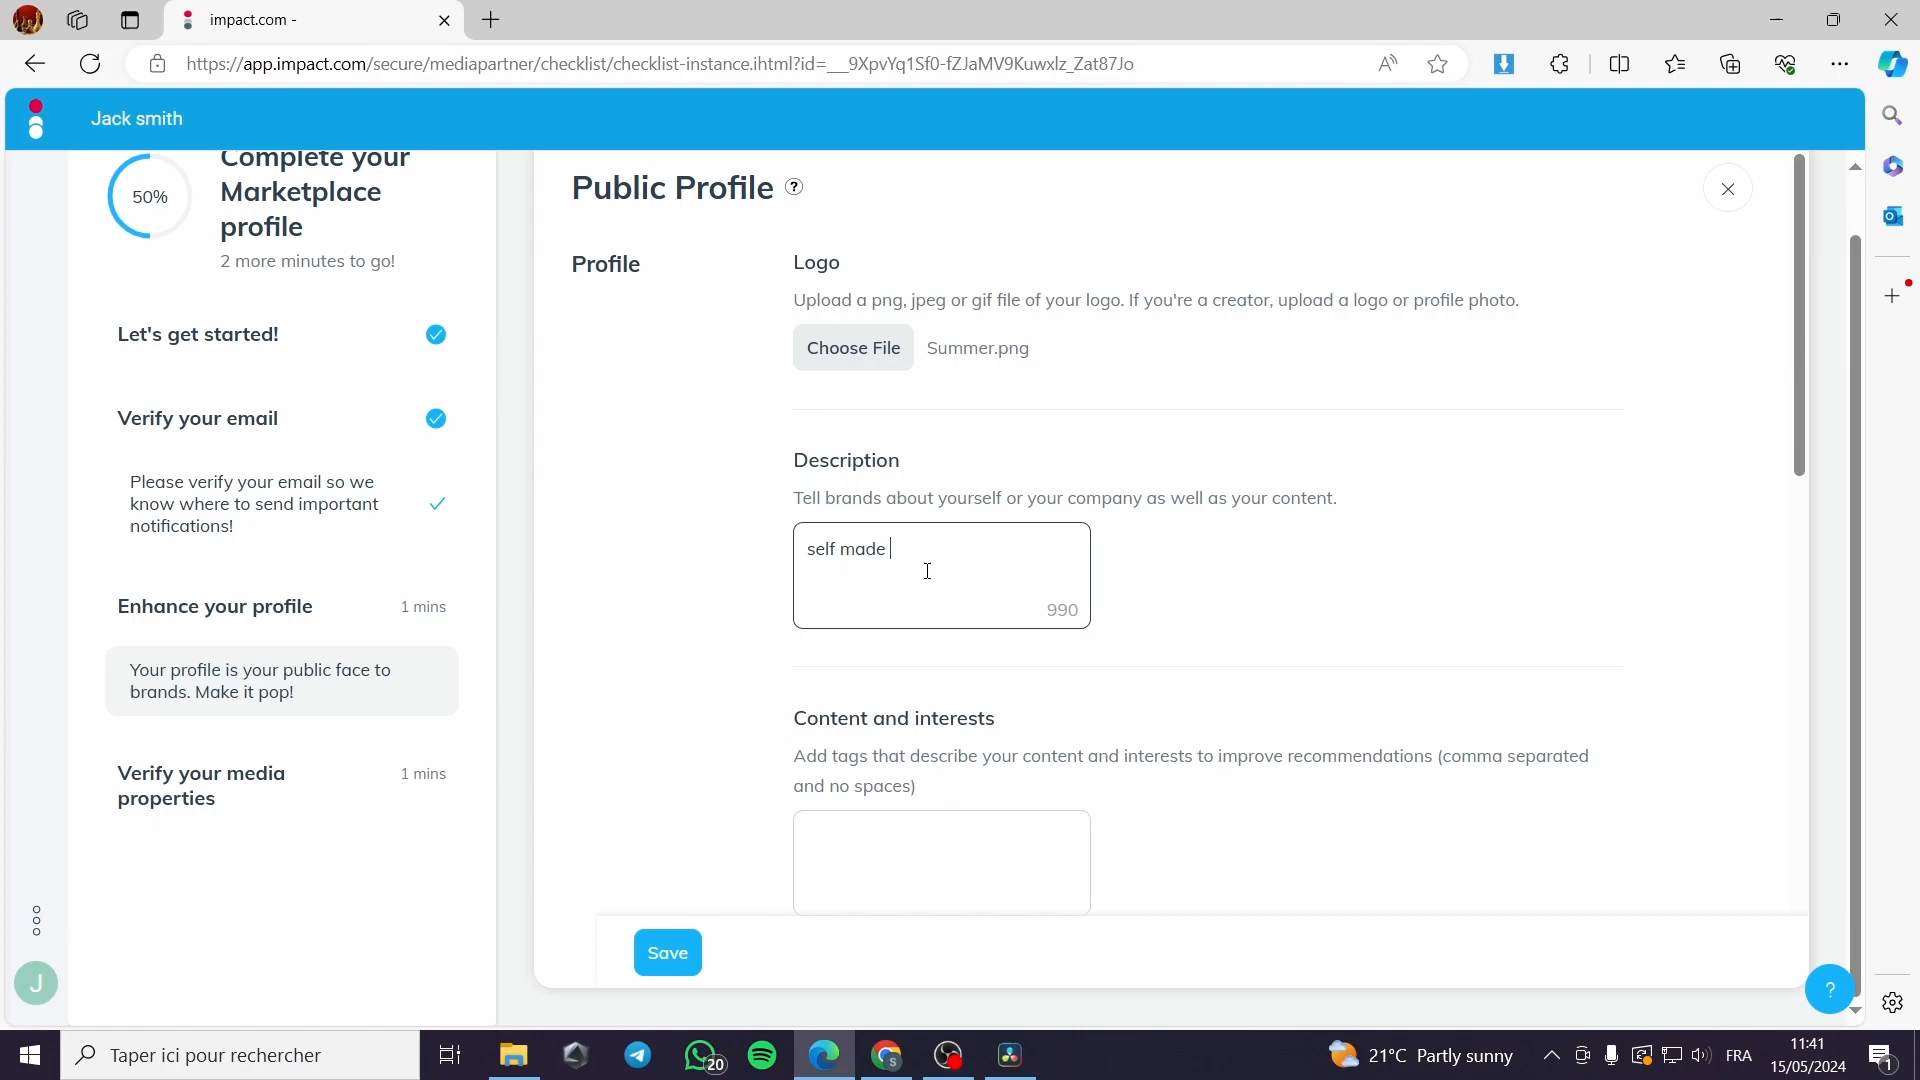 impact.com -
https://app.impact.com/secure/mediapartner/checklist/checklist-instance.ihtml?id=__9XpvYq1Sf0-fZJaMV9Kuwxlz_Zat87Jo
Jack smith
50%
Complete your
Marketplace
profile
2 more minutes to go!
Let's get started!
Verify your email
Please verify your email so we
know where to send important
notifications!
Enhance your profile
1 mins
Your profile is your public face to
brands. Make it pop!
Verify your media
properties
1 mins
J
Public Profile ?
Profile
Logo
Upload a png, jpeg or gif file of your logo. If you're a creator, upload a logo or profile photo.
Choose File
Summer.png
Description
Tell brands about yourself or your company as well as your content.
self made
990
Content and interests
Add tags that describe your content and interests to improve recommendations (comma separated
and no spaces)
Save
?
Taper ici pour rechercher
20
21°C Partly sunny
FRA
11:41
15/05/2024
1